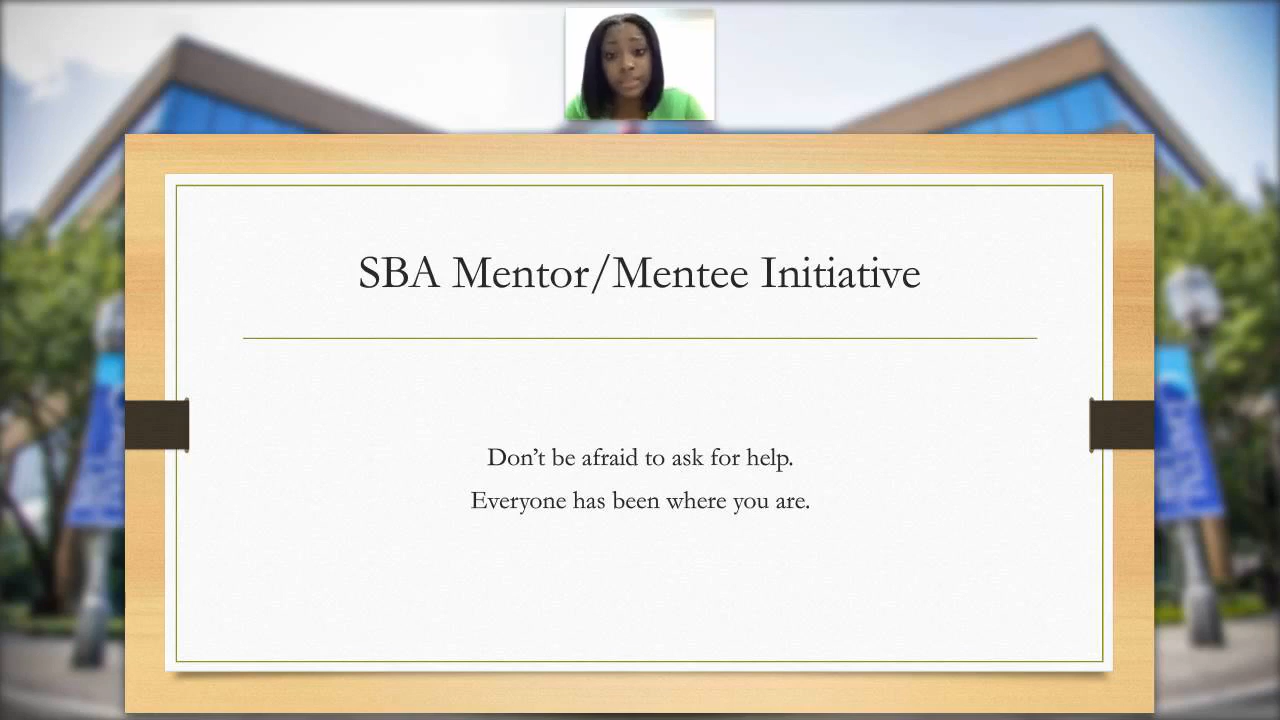 SBA Mentor/Mentee Initiative
Don’t be afraid to ask for help.
Everyone has been where you are.